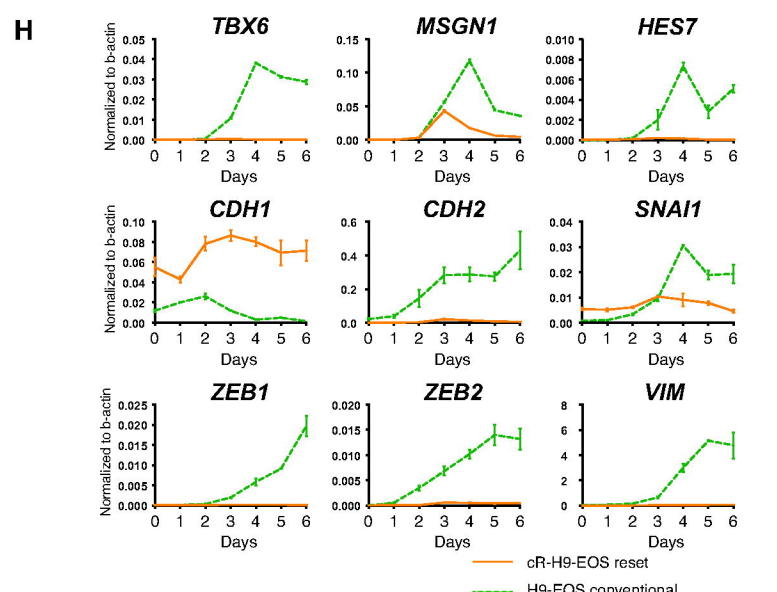 H
TBX6 MSGN1 HES7
Normalized to b-actin
0.05 0.04 0.03 0.02 0.01 0.00
0.15 0.10 0.05 0.00
0.010 0.008 0.006 0.004 0.002 0.000
0 1 2 3 4 5 6 0 1 2 3 4 5 6 0 1 2 3 4 5 6
Days Days Days
CDH1 CDH2 SNAI1
Normalized to b-actin
0.10 0.08 0.06 0.04 0.02 0.00
0.6 0.4 0.2 0.0
0.04 0.03 0.02 0.01 0.00
0 1 2 3 4 5 6 0 1 2 3 4 5 6 0 1 2 3 4 5 6
Days Days Days
ZEB1 ZEB2 VIM
Normalized to b-actin
0.025 0.020 0.015 0.010 0.005 0.000
0.020 0.015 0.010 0.005 0.000
8 6 4 2 0
0 1 2 3 4 5 6 0 1 2 3 4 5 6 0 1 2 3 4 5 6
Days Days Days
cR-H9-EOS reset
H9-EOS conventional